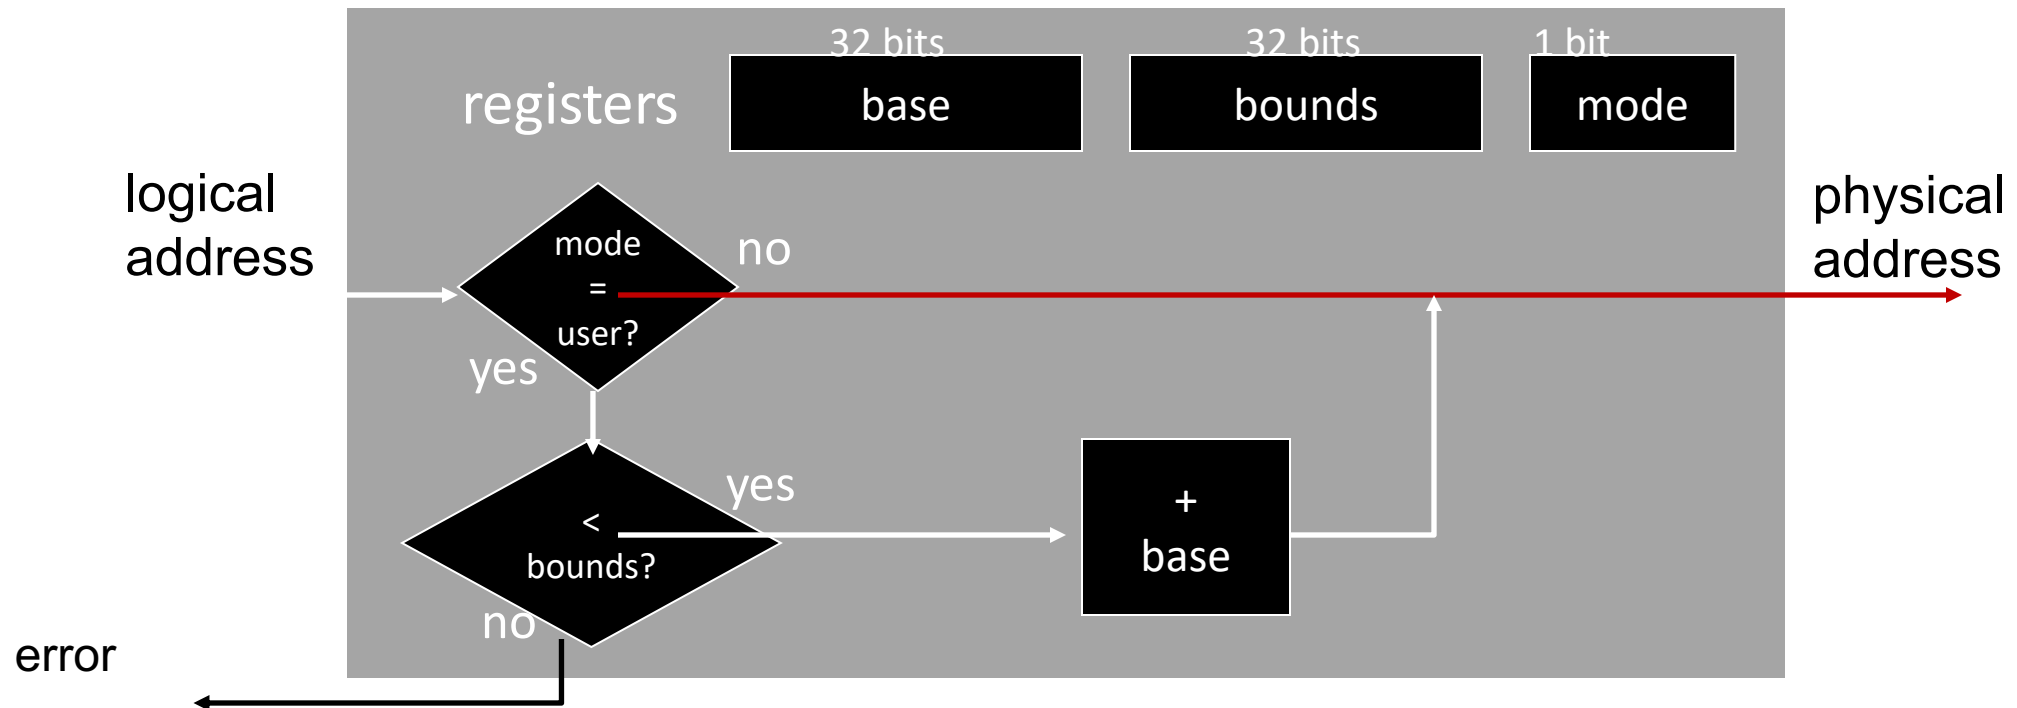 32 bits
32 bits
1 bit
registers
base
bounds
mode
logical
address
mode
=
user?
no
yes
physical
address
<
bounds?
yes
no
+
base
error